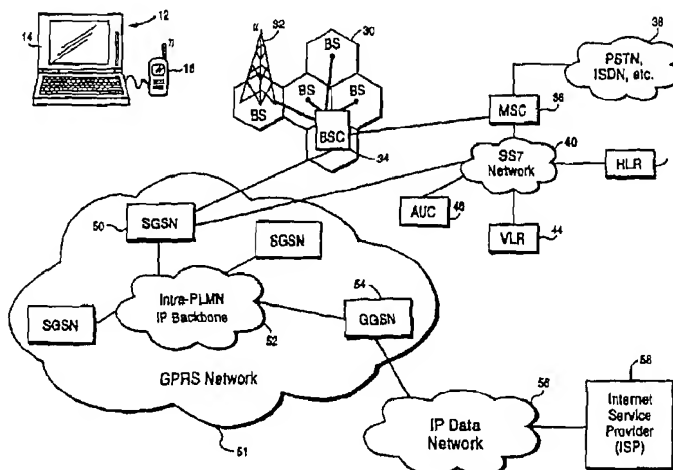 14
12
16
32
30
BS
BS
BS
BS
BSC
34
38
PSTN,
ISDN, etc.
MSC
36
40
SS7
Network
HLR
AUC
46
VLR
44
50
SGSN
SGSN
SGSN
Intra-PLMN
IP Backbone
52
54
GGSN
GPRS Network
51
56
IP Data
Network
58
Internet
Service
Provider
(ISP)